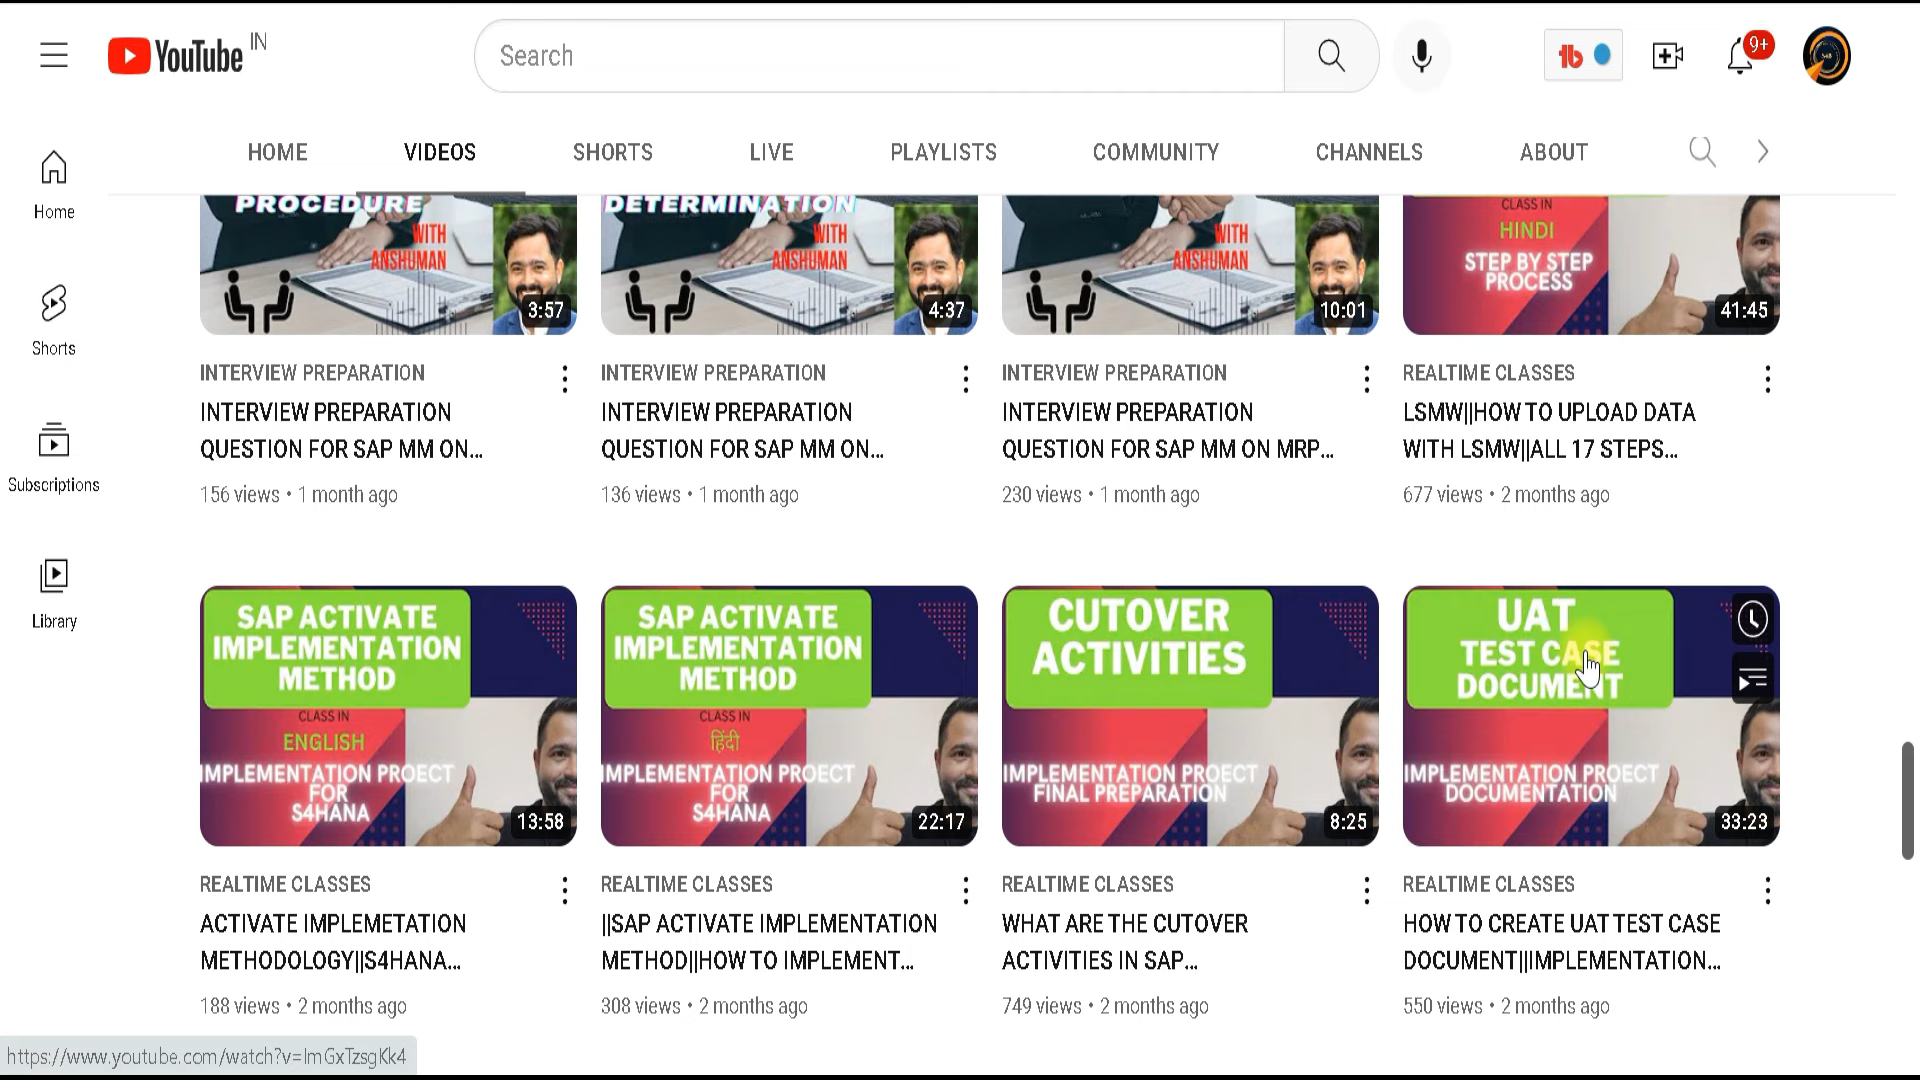 YouTube IN
Search
9+
HOME VIDEOS SHORTS LIVE PLAYLISTS COMMUNITY CHANNELS ABOUT
Home
Shorts
Subscriptions
Library
PROCEDURE
WITH
ANSHUMAN
3:57
DETERMINATION
WITH
ANSHUMAN
4:37
WITH
ANSHUMAN
10:01
CLASS IN
HINDI
STEP BY STEP
PROCESS
41:45
INTERVIEW PREPARATION
INTERVIEW PREPARATION
QUESTION FOR SAP MM ON...
156 views • 1 month ago
INTERVIEW PREPARATION
INTERVIEW PREPARATION
QUESTION FOR SAP MM ON...
136 views • 1 month ago
INTERVIEW PREPARATION
INTERVIEW PREPARATION
QUESTION FOR SAP MM ON MRP...
230 views • 1 month ago
REALTIME CLASSES
LSMW||HOW TO UPLOAD DATA
WITH LSMW||ALL 17 STEPS...
677 views • 2 months ago
SAP ACTIVATE
IMPLEMENTATION
METHOD
CLASS IN
ENGLISH
IMPLEMENTATION PROECT
FOR
S4HANA
13:58
SAP ACTIVATE
IMPLEMENTATION
METHOD
CLASS IN
हिंदी
IMPLEMENTATION PROECT
FOR
S4HANA
22:17
CUTOVER
ACTIVITIES
IMPLEMENTATION PROECT
FINAL PREPARATION
8:25
UAT
TEST CASE
DOCUMENT
IMPLEMENTATION PROECT
DOCUMENTATION
33:23
REALTIME CLASSES
ACTIVATE IMPLEMETATION
METHODOLOGY||S4HANA...
188 views • 2 months ago
REALTIME CLASSES
||SAP ACTIVATE IMPLEMENTATION
METHOD||HOW TO IMPLEMENT...
308 views • 2 months ago
REALTIME CLASSES
WHAT ARE THE CUTOVER
ACTIVITIES IN SAP...
749 views • 2 months ago
REALTIME CLASSES
HOW TO CREATE UAT TEST CASE
DOCUMENT||IMPLEMENTATION...
550 views • 2 months ago
https://www.youtube.com/watch?v=ImGxTzsgKk4